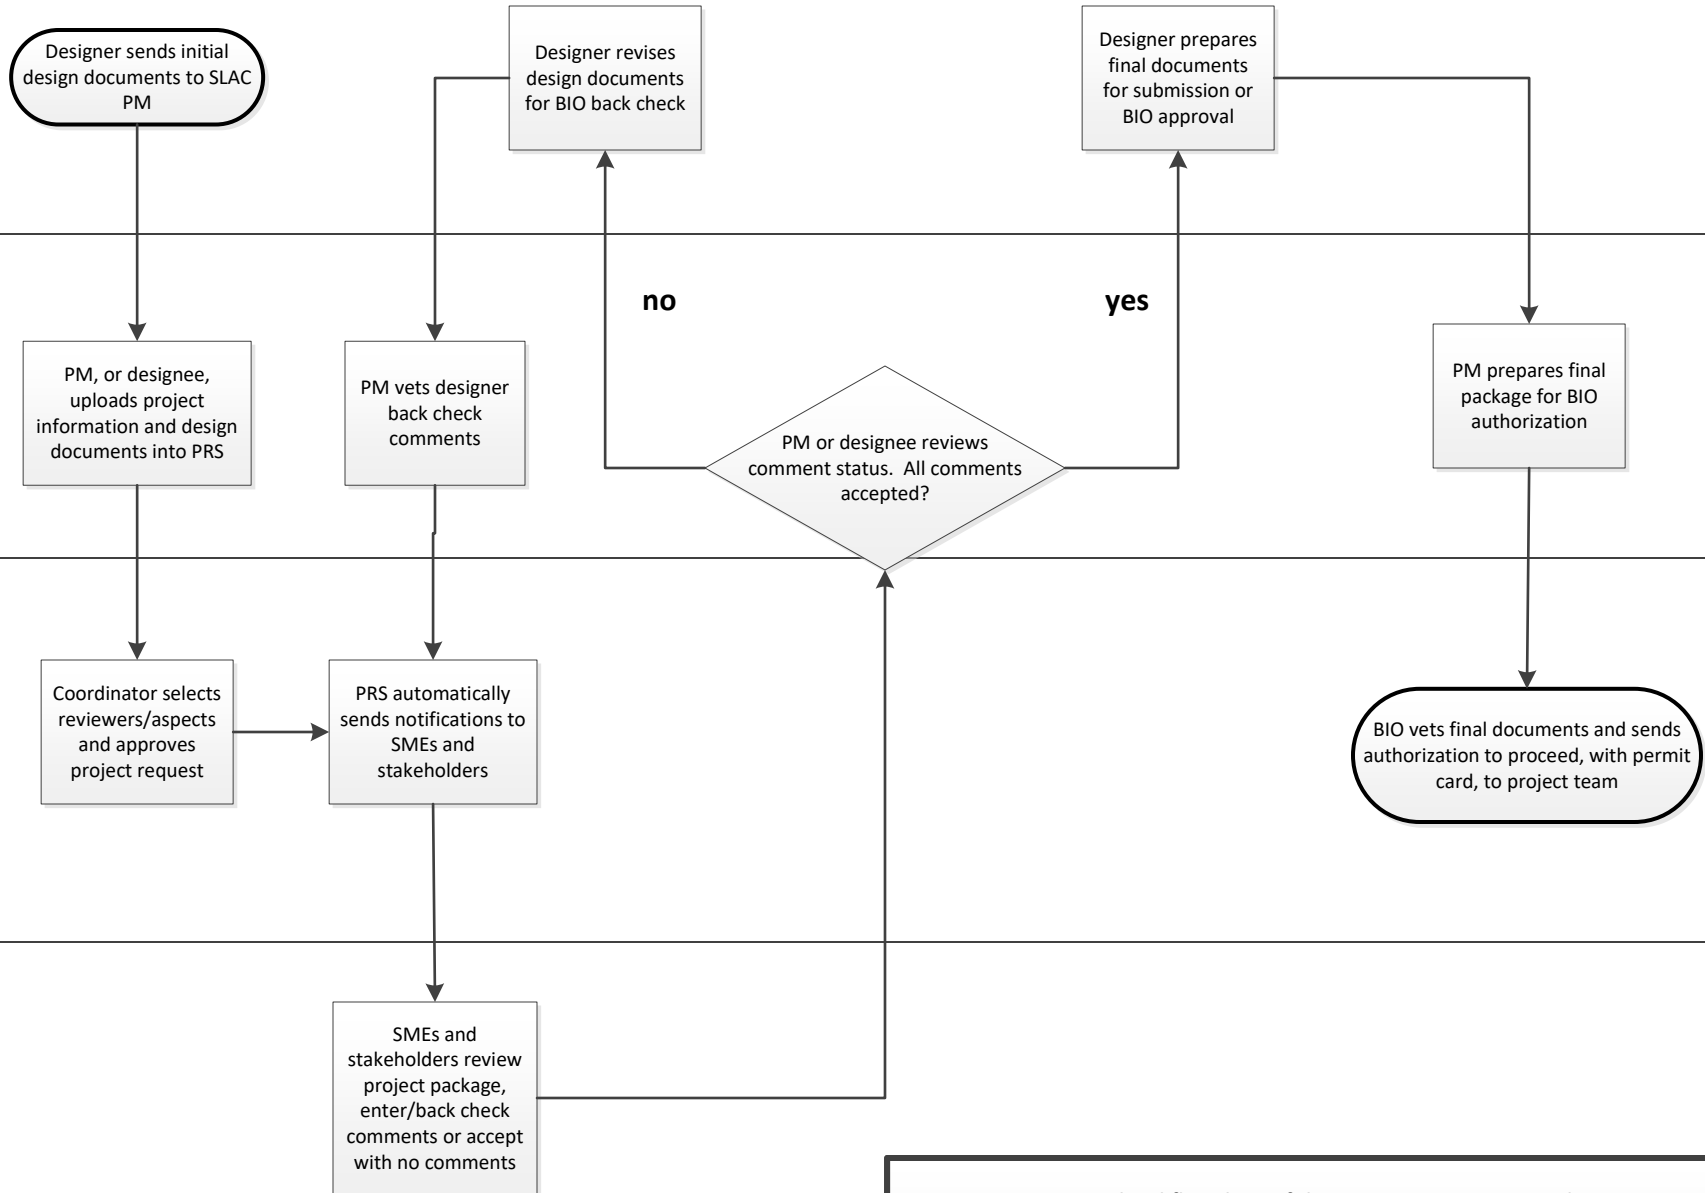 Designer sends initial
design documents to SLAC
PM
Designer revises
design documents
for BIO back check
Designer prepares
final documents
for submission or
BIO approval
no
yes
PM, or designee,
uploads project
information and design
documents into PRS
PM vets designer
back check
comments
PM or designee reviews
comment status.  All comments
accepted?
PM prepares final
package for BIO
authorization
Coordinator selects
reviewers/aspects
and approves
project request
PRS automatically
sends notifications to
SMEs and
stakeholders
BIO vets final documents and sends
authorization to proceed, with permit
card, to project team
SMEs and
stakeholders review
project package,
enter/back check
comments or accept
with no comments